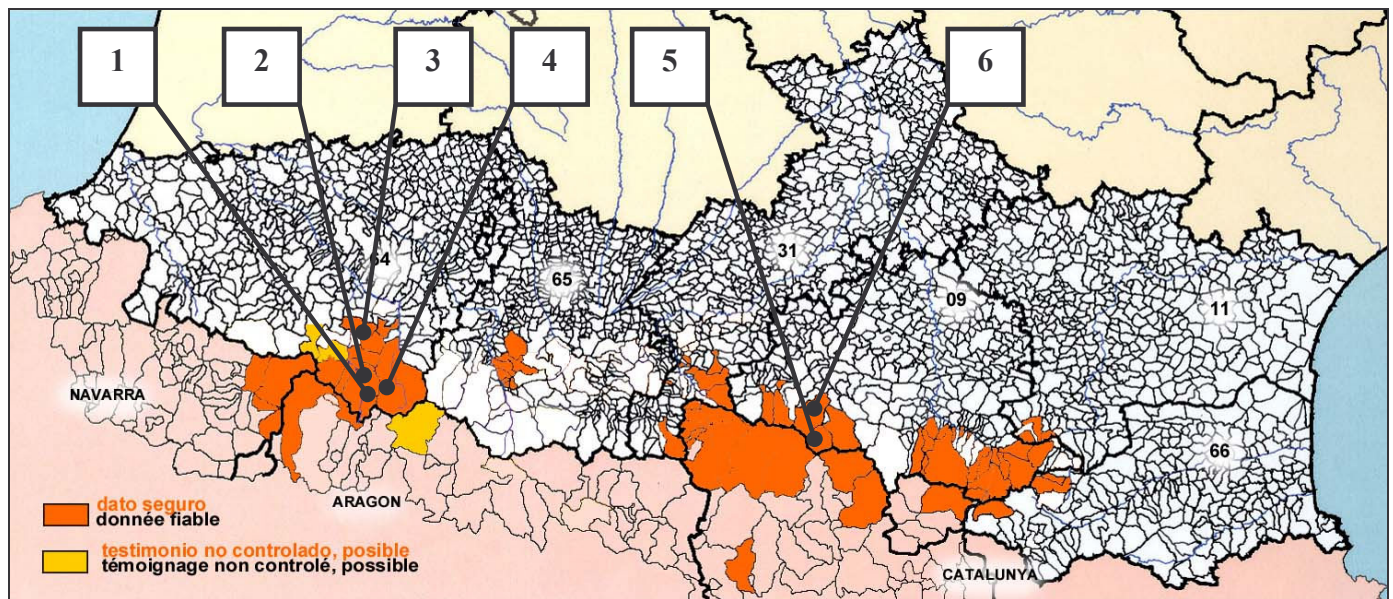 1
2
3
4
5
6
64
65
31
09
11
66
NAVARRA
ARAGON
CATALUNYA
dato seguro
donnée fiable
testimonio no controlado, posible
témoignage non contrôlé, possible